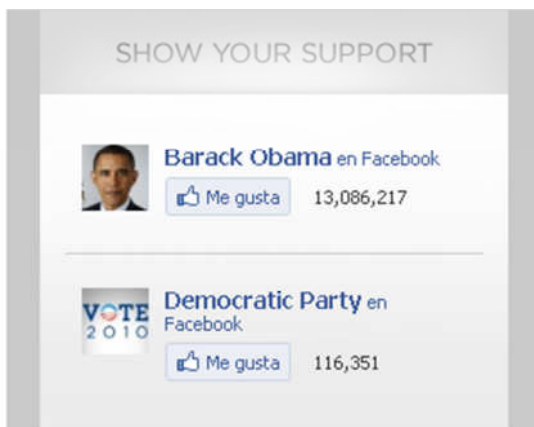 SHOW YOUR SUPPORT
Barack Obama en Facebook
Me gusta 13,086,217
VOTE
2010
Democratic Party en
Facebook
Me gusta 116,351